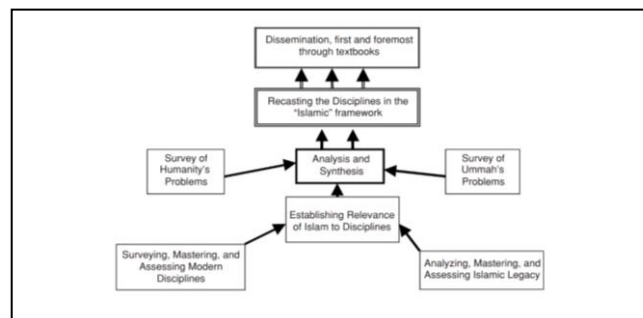 Dissemination, first and foremost
through textbooks
Recasting the Disciplines in the
"Islamic" framework
Survey of
Humanity's
Problems
Analysis and
Synthesis
Survey of
Ummah's
Problems
Establishing Relevance
of Islam to Disciplines
Surveying, Mastering, and
Assessing Modern
Disciplines
Analyzing, Mastering, and
Assessing Islamic Legacy